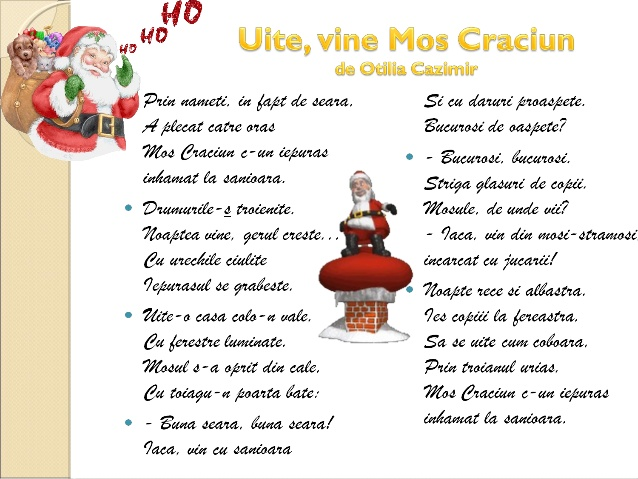 HO HO HO
Uite, vine Mos Craciun
de Otilia Cazimir
Prin nameti, in fapt de seara,
A plecat catre oras
Mos Craciun c-un iepuras
inhamat la sanioara.
Drumurile-s troienite,
Noaptea vine, gerul creste...
Cu urechile ciulite
Iepurasul se grabeste.
Uite-o casa colo-n vale,
Cu ferestre luminate.
Mosul s-a oprit din cale,
Cu toiagu-n poarta bate:
- Buna seara, buna seara!
Iaca, vin cu sanioara
Si cu daruri proaspete.
Bucurosi de oaspete?
- Bucurosi, bucurosi,
Striga glasuri de copii,
Mosule, de unde vii?
- Iaca, vin din mosi-stramosi
incarcat cu jucarii!
Noapte rece si albastra.
Ies copiii la fereastra,
Sa se uite cum coboara,
Prin troianul urias,
Mos Craciun c-un iepuras
inhamat la sanioara.